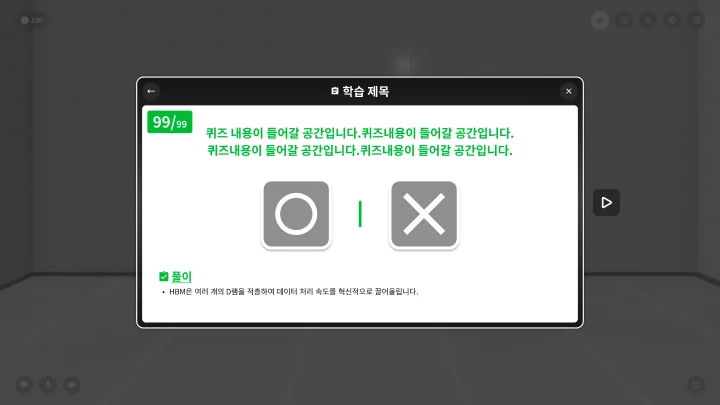 100
학습 제목
99/99
퀴즈 내용이 들어갈 공간입니다.퀴즈내용이 들어갈 공간입니다.
퀴즈내용이 들어갈 공간입니다.퀴즈내용이 들어갈 공간입니다.
풀이
• HBM은 여러 개의 D램을 적층하여 데이터 처리 속도를 혁신적으로 끌어올립니다.